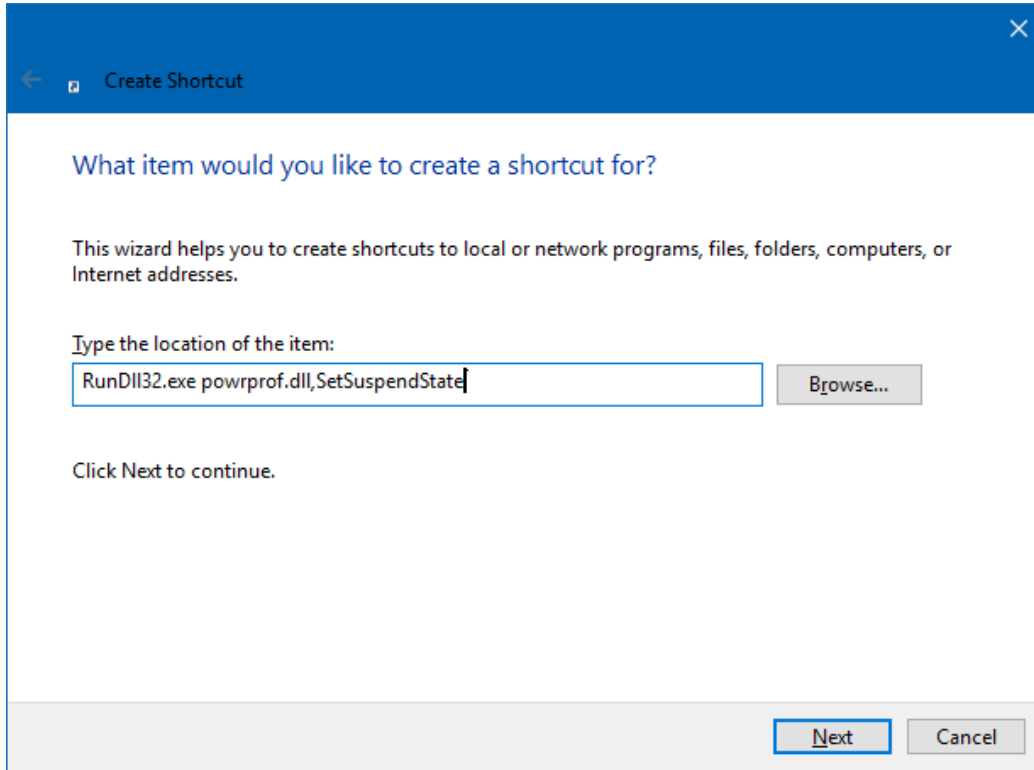 Create Shortcut
What item would you like to create a shortcut for?
This wizard helps you to create shortcuts to local or network programs, files, folders, computers, or
Internet addresses.
Type the location of the item:
RunDll32.exe powrprof.dll,SetSuspendState
Browse...
Click Next to continue.
Next
Cancel